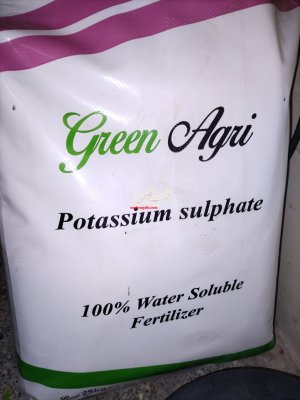 Green Agri
Potassium sulphate
100% Water Soluble
Fertilizer